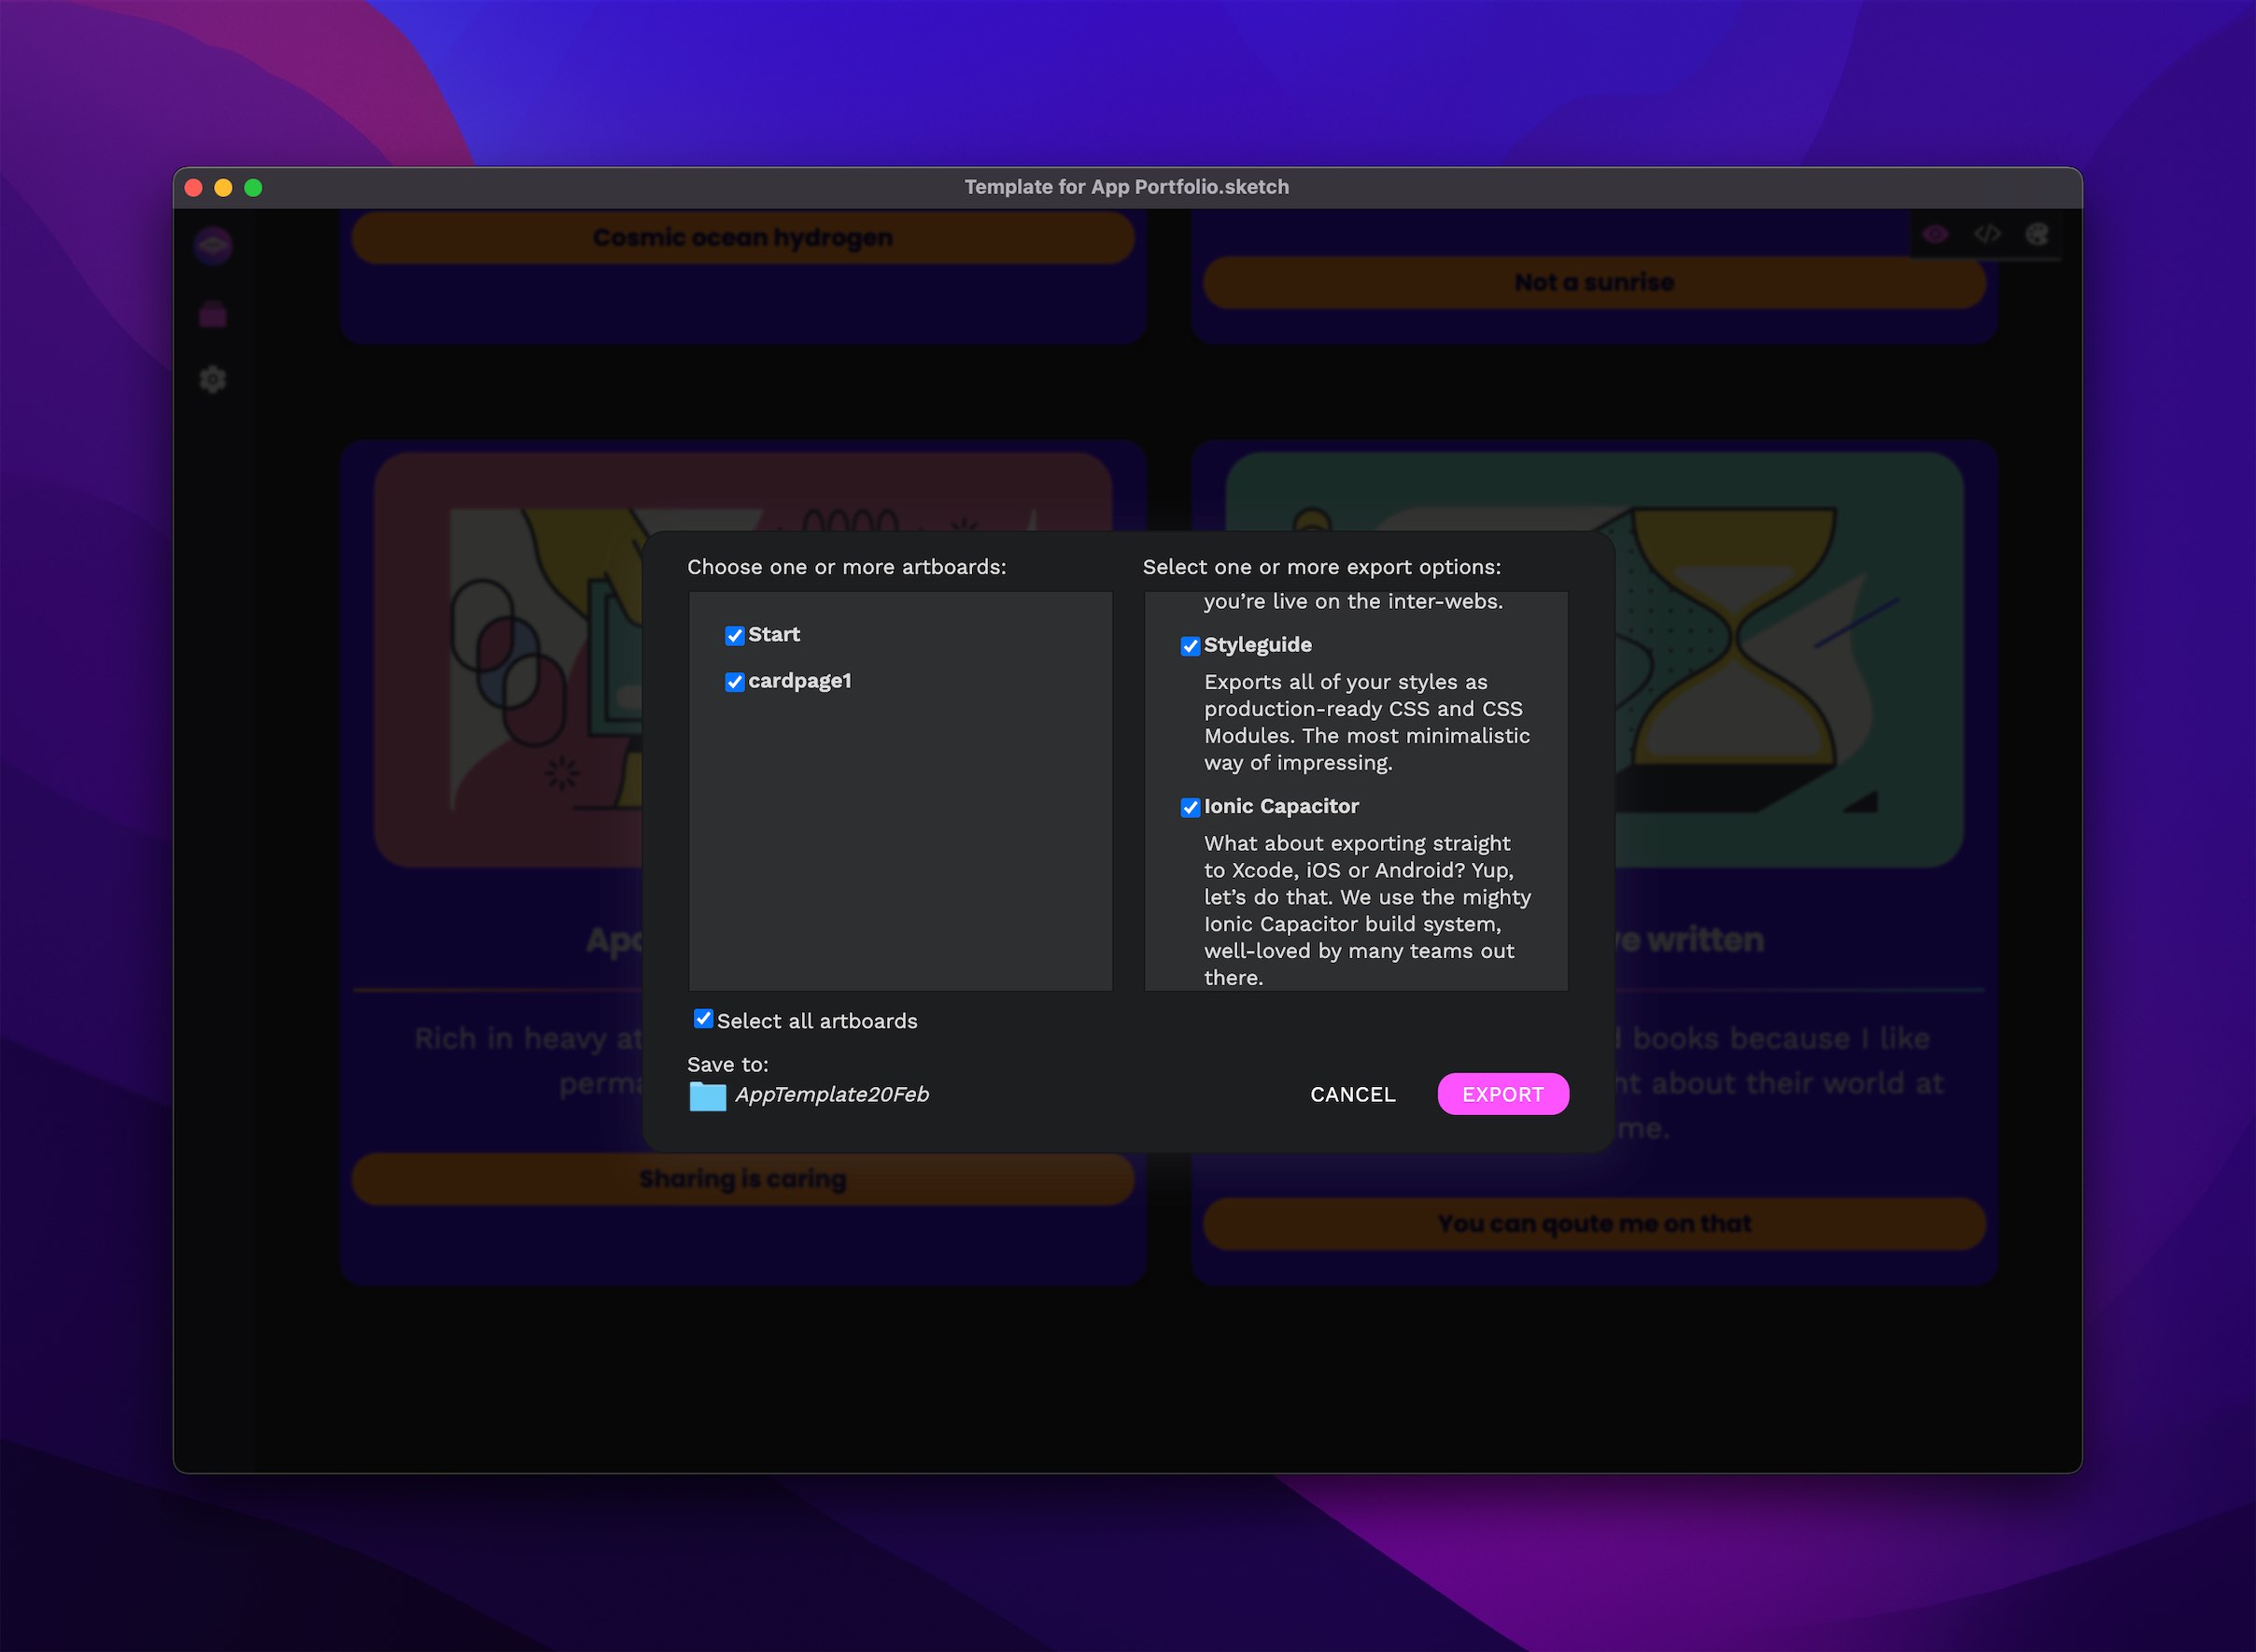 Template for App Portfolio.sketch
Cosmic ocean hydrogen
Not a sunrise
Choose one or more artboards:
Start
cardpage1
Select all artboards
Save to:
AppTemplate20Feb
Select one or more export options:
you’re live on the inter-webs.
Styleguide
Exports all of your styles as
production-ready CSS and CSS
Modules. The most minimalistic
way of impressing.
Ionic Capacitor
What about exporting straight
to Xcode, iOS or Android? Yup,
let’s do that. We use the mighty
Ionic Capacitor build system,
well-loved by many teams out
there.
CANCEL
EXPORT
Rich in heavy
written
books because I like
about their world at
me.
Sharing is caring
You can qoute me on that